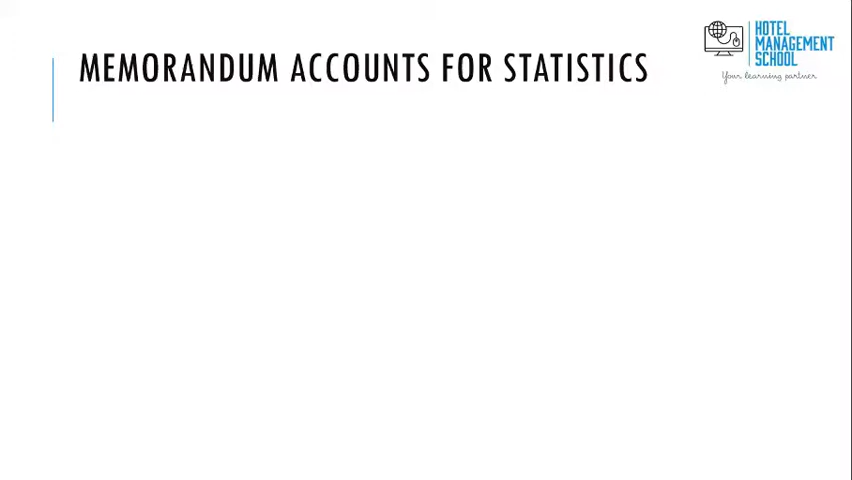 MEMORANDUM ACCOUNTS FOR STATISTICS
HOTEL
MANAGEMENT
SCHOOL
Your learning partner